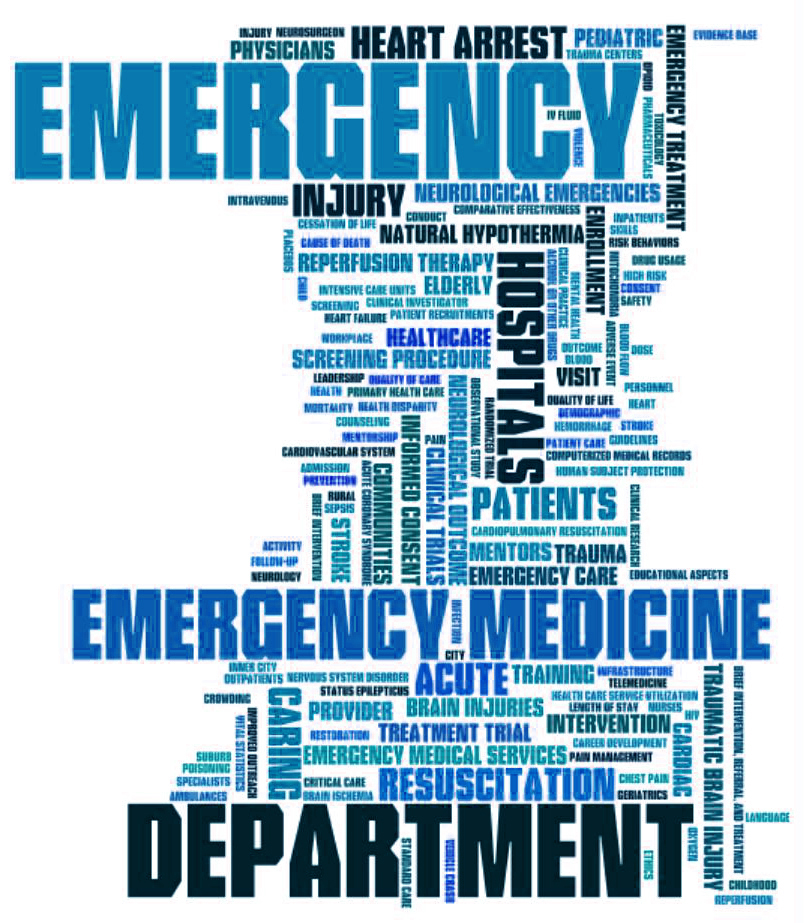 INJURY NEUROSURGEON
PHYSICIANS
HEART ARREST
PEDIATRIC
EVIDENCE BASE
TRAUMA CENTERS
EMERGENCY
OPIOID
PHARMACEUTICALS
TOXICOLOGY
EMERGENCY TREATMENT
IV FLUID
VIOLENCE
INTRAVENOUS
INJURY
NEUROLOGICAL EMERGENCIES
COMPARATIVE EFFECTIVENESS
CONDUCT
CESSATION OF LIFE
ENROLLMENT
INPATIENTS
SKILLS
PLACEBOS
CAUSE OF DEATH
NATURAL HYPOTHERMIA
RISK BEHAVIORS
REPERFUSION THERAPY
HOSPITALS
ALCOHOL OR OTHER DRUGS
CLINICAL PRACTICE
MENTAL HEALTH
MITOCHONDRIA
DRUG USAGE
HIGH RISK
CONSENT
SAFETY
CHILD
INTENSIVE CARE UNITS
ELDERLY
SCREENING
CLINICAL INVESTIGATOR
HEART FAILURE
PATIENT RECRUITMENTS
WORKPLACE
HEALTHCARE
OUTCOME
BLOOD
ADVERSE EVENT
BLOOD FLOW
DOSE
SCREENING PROCEDURE
VISIT
LEADERSHIP
QUALITY OF CARE
PERSONNEL
HEALTH
PRIMARY HEALTH CARE
NEUROLOGICAL OUTCOME
OBSERVATIONAL STUDY
RANDOMIZED TRIAL
QUALITY OF LIFE
HEART
MORTALITY
HEALTH DISPARITY
DEMOGRAPHIC
COUNSELING
HEMORRHAGE
STROKE
MENTORSHIP
INFORMED CONSENT
PAIN
PATIENT CARE
GUIDELINES
CARDIOVASCULAR SYSTEM
CLINICAL TRIALS
COMPUTERIZED MEDICAL RECORDS
ADMISSION
ACUTE CORONARY SYNDROME
COMMUNITIES
HUMAN SUBJECT PROTECTION
PREVENTION
RURAL
SEPSIS
BRIEF INTERVENTION
STROKE
PATIENTS
CLINICAL RESEARCH
CARDIOPULMONARY RESUSCITATION
ACTIVITY
MENTORS
TRAUMA
FOLLOW-UP
NEUROLOGY
EMERGENCY CARE
EDUCATIONAL ASPECTS
EMERGENCY MEDICINE
INFECTION
CITY
INNER CITY
OUTPATIENTS
NERVOUS SYSTEM DISORDER
ACUTE
TRAINING
INFRASTRUCTURE
TELEMEDICINE
STATUS EPILEPTICUS
HEALTH CARE SERVICE UTILIZATION
CROWDING
CARING
PROVIDER
BRAIN INJURIES
LENGTH OF STAY
NURSES
HIV
VITAL STATISTICS
IMPROVED OUTREACH
INTERVENTION
CARDIAC
TRAUMATIC BRAIN INJURY
BRIEF INTERVENTION, REFERRAL, AND TREATMENT
RESTORATION
TREATMENT TRIAL
CAREER DEVELOPMENT
SUBURB
EMERGENCY MEDICAL SERVICES
PAIN MANAGEMENT
POISONING
SPECIALISTS
CRITICAL CARE
RESUSCITATION
CHEST PAIN
AMBULANCES
BRAIN ISCHEMIA
GERIATRICS
DEPARTMENT
LANGUAGE
STANDARD CARE
VEHICLE CRASH
ETHICS
OXYGEN
CHILDHOOD
REPERFUSION